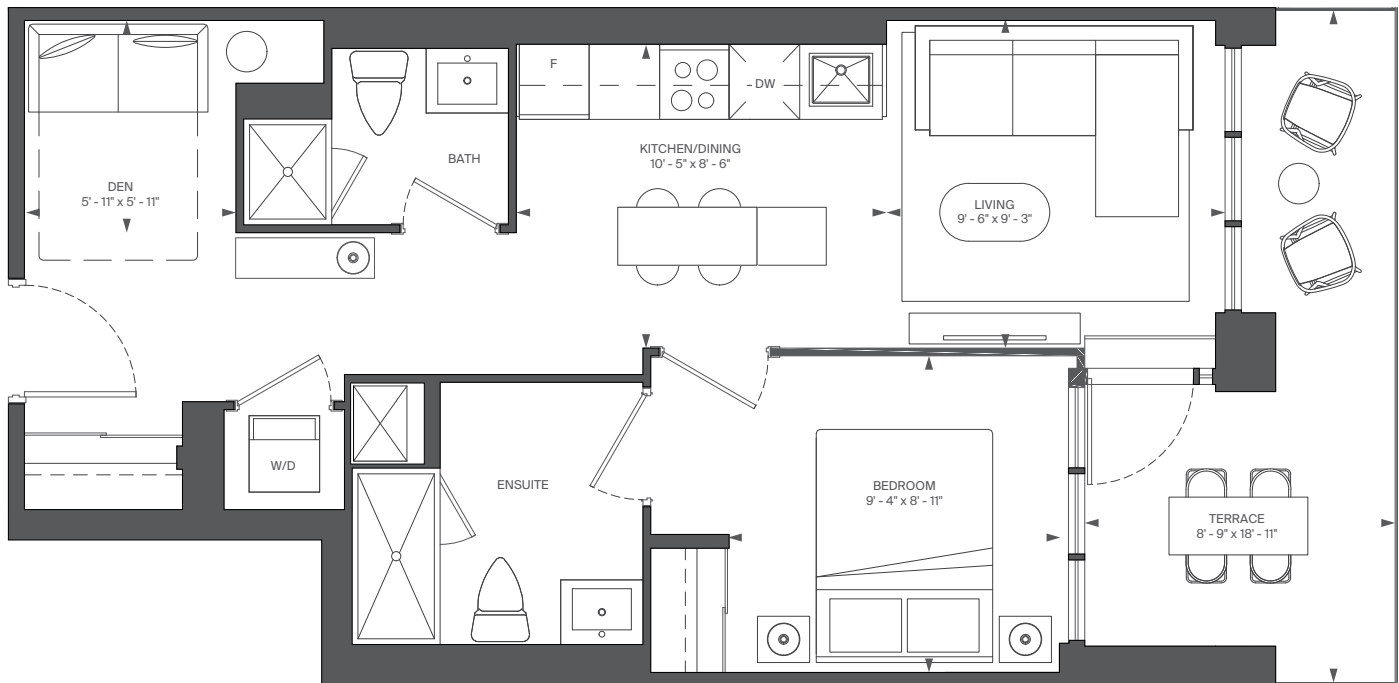 F
DW
BATH
KITCHEN/DINING
10' - 5" x 8' - 6"
DEN
5' - 11" x 5' - 11"
LIVING
9' - 6" x 9' - 3"
W/D
ENSUITE
BEDROOM
9' - 4" x 8' - 11"
TERRACE
8' - 9" x 18' - 11"